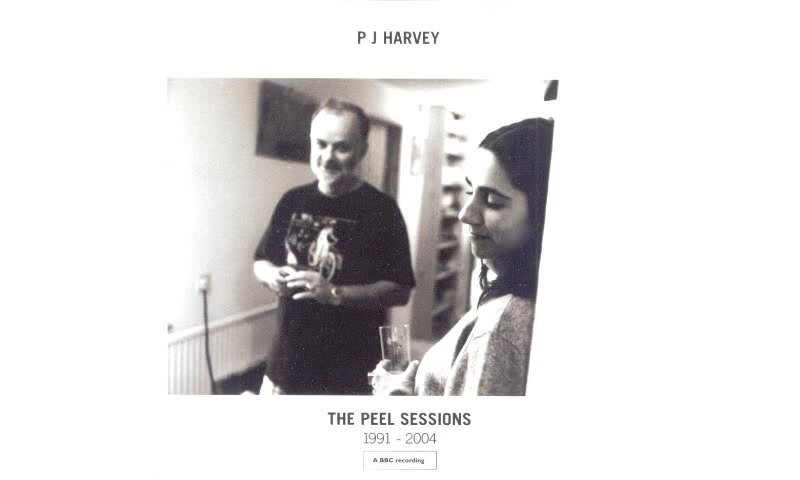 P J HARVEY
THE PEEL SESSIONS
1991 - 2004
A BBC recording